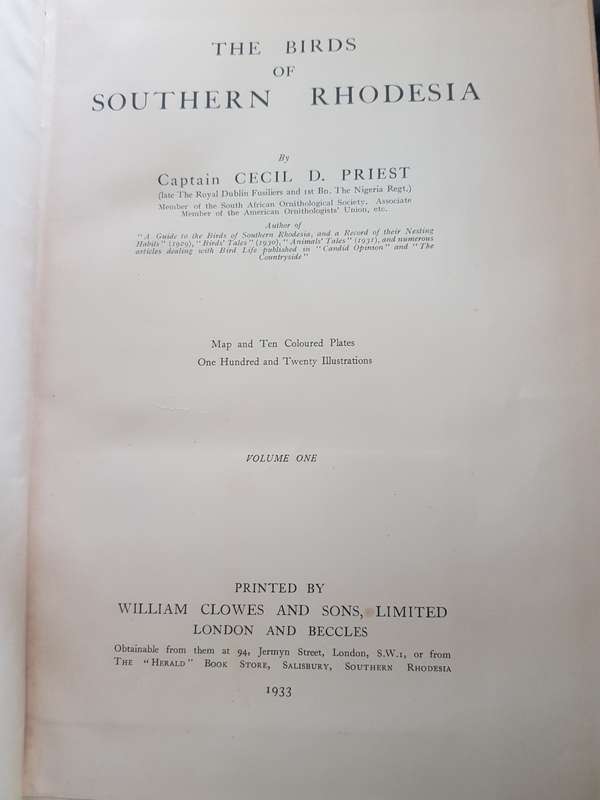 THE BIRDS
OF
SOUTHERN RHODESIA
By
Captain CECIL D. PRIEST
(late The Royal Dublin Fusiliers and 1st Bn. The Nigeria Regt.)
Member of the South African Ornithological Society. Associate
Member of the American Ornithologists' Union, etc.
Author of
"A Guide to the Birds of Southern Rhodesia, and a Record of their Nesting
Habits" (1929), "Birds' Tales" (1930), "Animals' Tales" (1931), and numerous
articles dealing with Bird Life published in "Candid Opinion" and "The
Countryside"
Map and Ten Coloured Plates
One Hundred and Twenty Illustrations
VOLUME ONE
PRINTED BY
WILLIAM CLOWES AND SONS, LIMITED
LONDON AND BECCLES
Obtainable from them at 94, Jermyn Street, London, S.W.1, or from
THE "HERALD" BOOK STORE, SALISBURY, SOUTHERN RHODESIA
1933